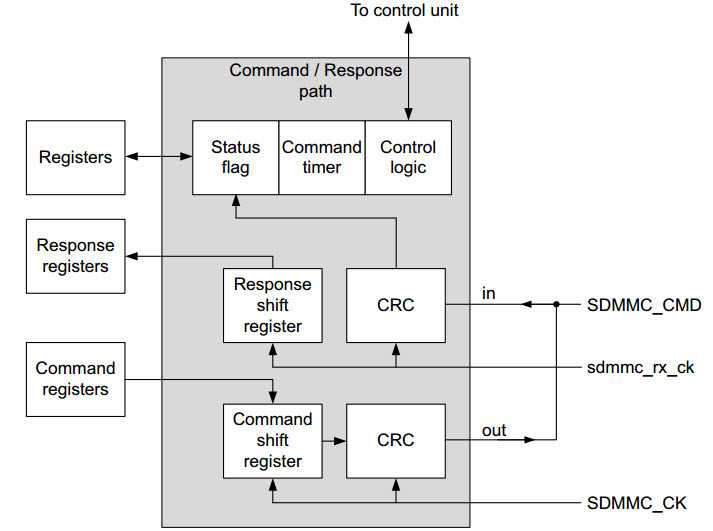 To control unit
Command / Response
path
Registers
Status
flag
Command
timer
Control
logic
Response
registers
Response
shift
register
CRC
in
SDMMC_CMD
sdmmc_rx_ck
Command
registers
Command
shift
register
CRC
out
SDMMC_CK